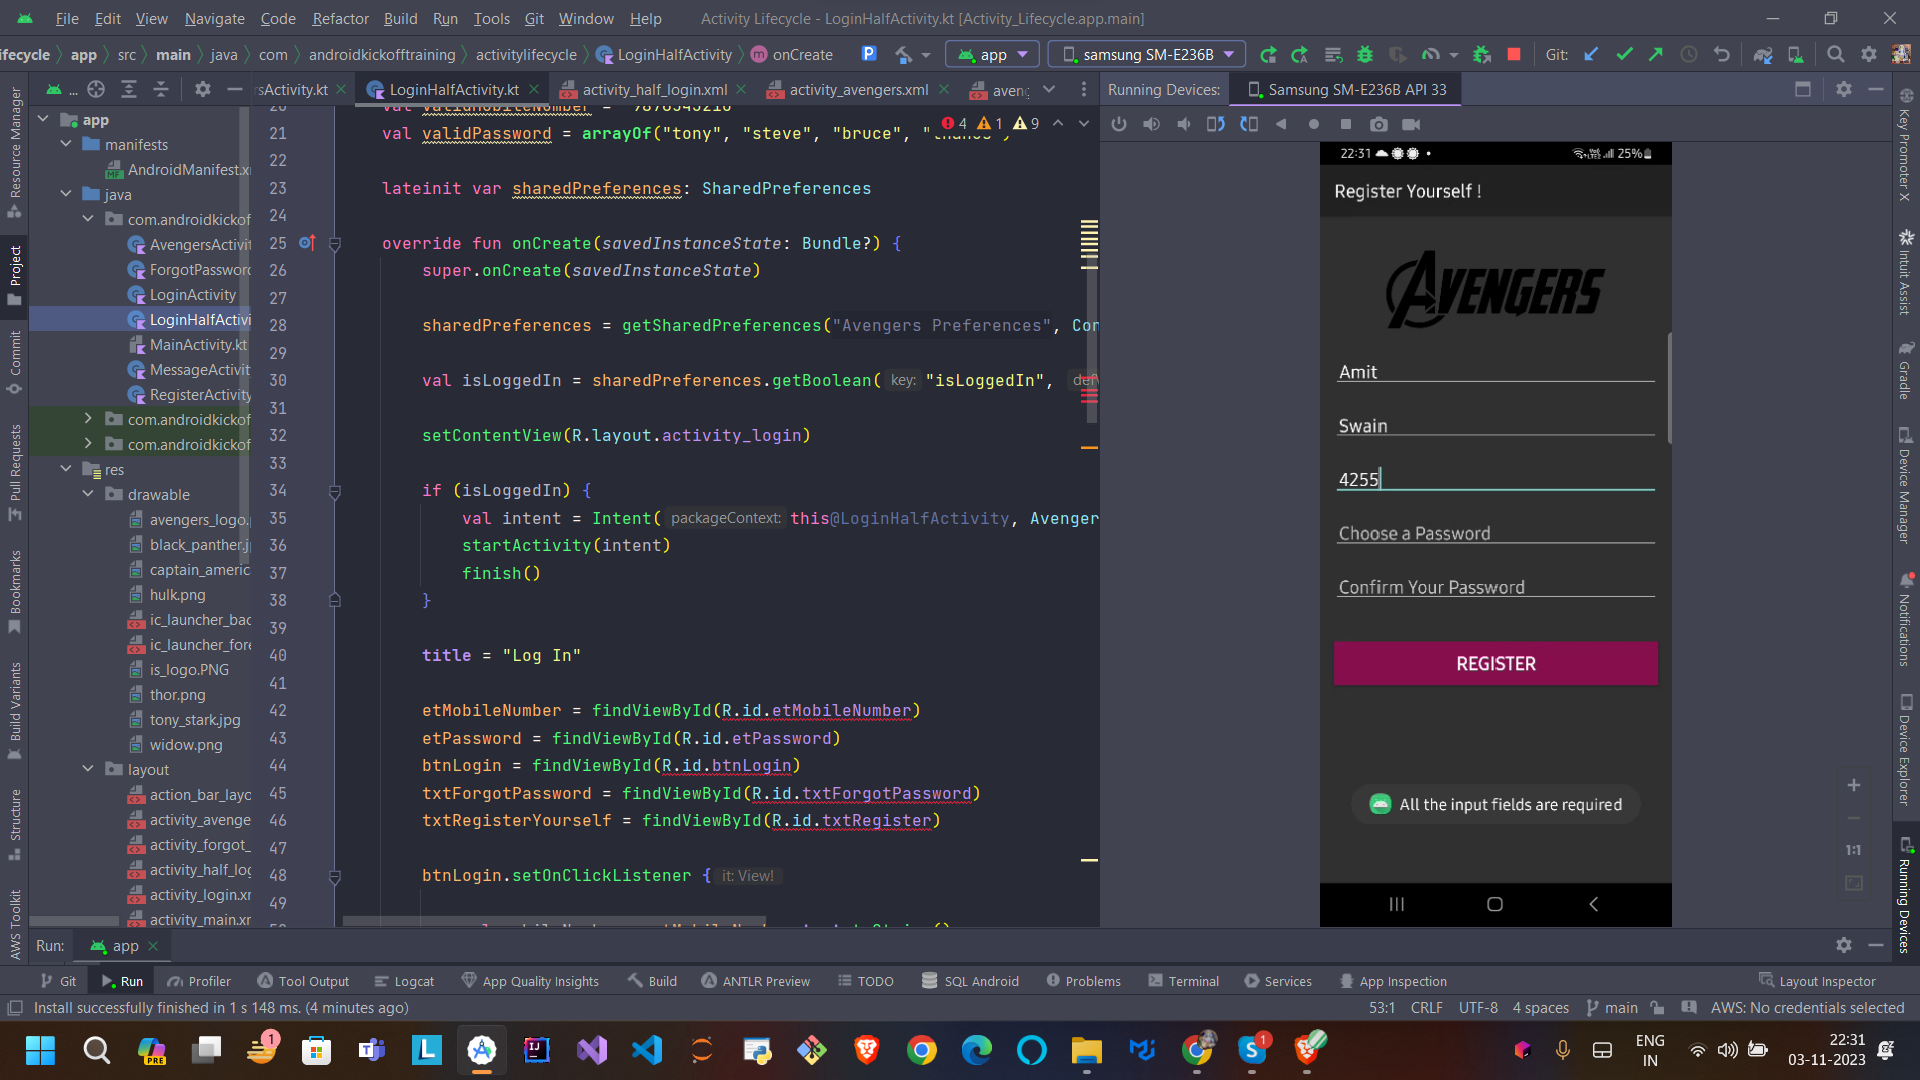 File Edit View Navigate Code Refactor Build Run Tools Git Window Help Activity Lifecycle - LoginHalfActivity.kt [Activity_Lifecycle.app.main]
ifecycle app src main java com androidkickofftraining activitylifecycle LoginHalfActivity onCreate app samsung SM-E236B Git:
... rsActivity.kt LoginHalfActivity.kt activity_half_login.xml activity_avengers.xml aveng Running Devices: Samsung SM-E236B API 33
Resource Manager
Project
Commit
Pull Requests
Bookmarks
Build Variants
Structure
AWS Toolkit
app
manifests
AndroidManifest.x
java
com.androidkickof
AvengersActivit
ForgotPassword
LoginActivity
LoginHalfActivi
MainActivity.kt
MessageActivit
RegisterActivity
com.androidkickof
com.androidkickof
res
drawable
avengers_logo.
black_panther.j
captain_americ
hulk.png
ic_launcher_bac
ic_launcher_fore
is_logo.PNG
thor.png
tony_stark.jpg
widow.png
layout
action_bar_layo
activity_avenge
activity_forgot_
activity_half_log
activity_login.xr
activity_main.xr
4 1 9
21 val validPassword = arrayOf("tony", "steve", "bruce",
22
23 lateinit var sharedPreferences: SharedPreferences
24
25 override fun onCreate(savedInstanceState: Bundle?) {
26 super.onCreate(savedInstanceState)
27
28 sharedPreferences = getSharedPreferences("Avengers Preferences", Con
29
30 val isLoggedIn = sharedPreferences.getBoolean( key: "isLoggedIn", defV
31
32 setContentView(R.layout.activity_login)
33
34 if (isLoggedIn) {
35 val intent = Intent( packageContext: this@LoginHalfActivity, Avenger
36 startActivity(intent)
37 finish()
38 }
39
40 title = "Log In"
41
42 etMobileNumber = findViewById(R.id.etMobileNumber)
43 etPassword = findViewById(R.id.etPassword)
44 btnLogin = findViewById(R.id.btnLogin)
45 txtForgotPassword = findViewById(R.id.txtForgotPassword)
46 txtRegisterYourself = findViewById(R.id.txtRegister)
47
48 btnLogin.setOnClickListener { it: View!
49
22:31 25%
Register Yourself !
AVENGERS
Amit
Swain
4255
Choose a Password
Confirm Your Password
REGISTER
All the input fields are required
1:1
Key Promoter X
Intuit Assist
Gradle
Device Manager
Notifications
Device Explorer
Running Devices
Run: app
Git Run Profiler Tool Output Logcat App Quality Insights Build ANTLR Preview TODO SQL Android Problems Terminal Services App Inspection Layout Inspector
Install successfully finished in 1 s 148 ms. (4 minutes ago) 53:1 CRLF UTF-8 4 spaces main AWS: No credentials selected
PRE 1 1 ENG 22:31
IN 03-11-2023